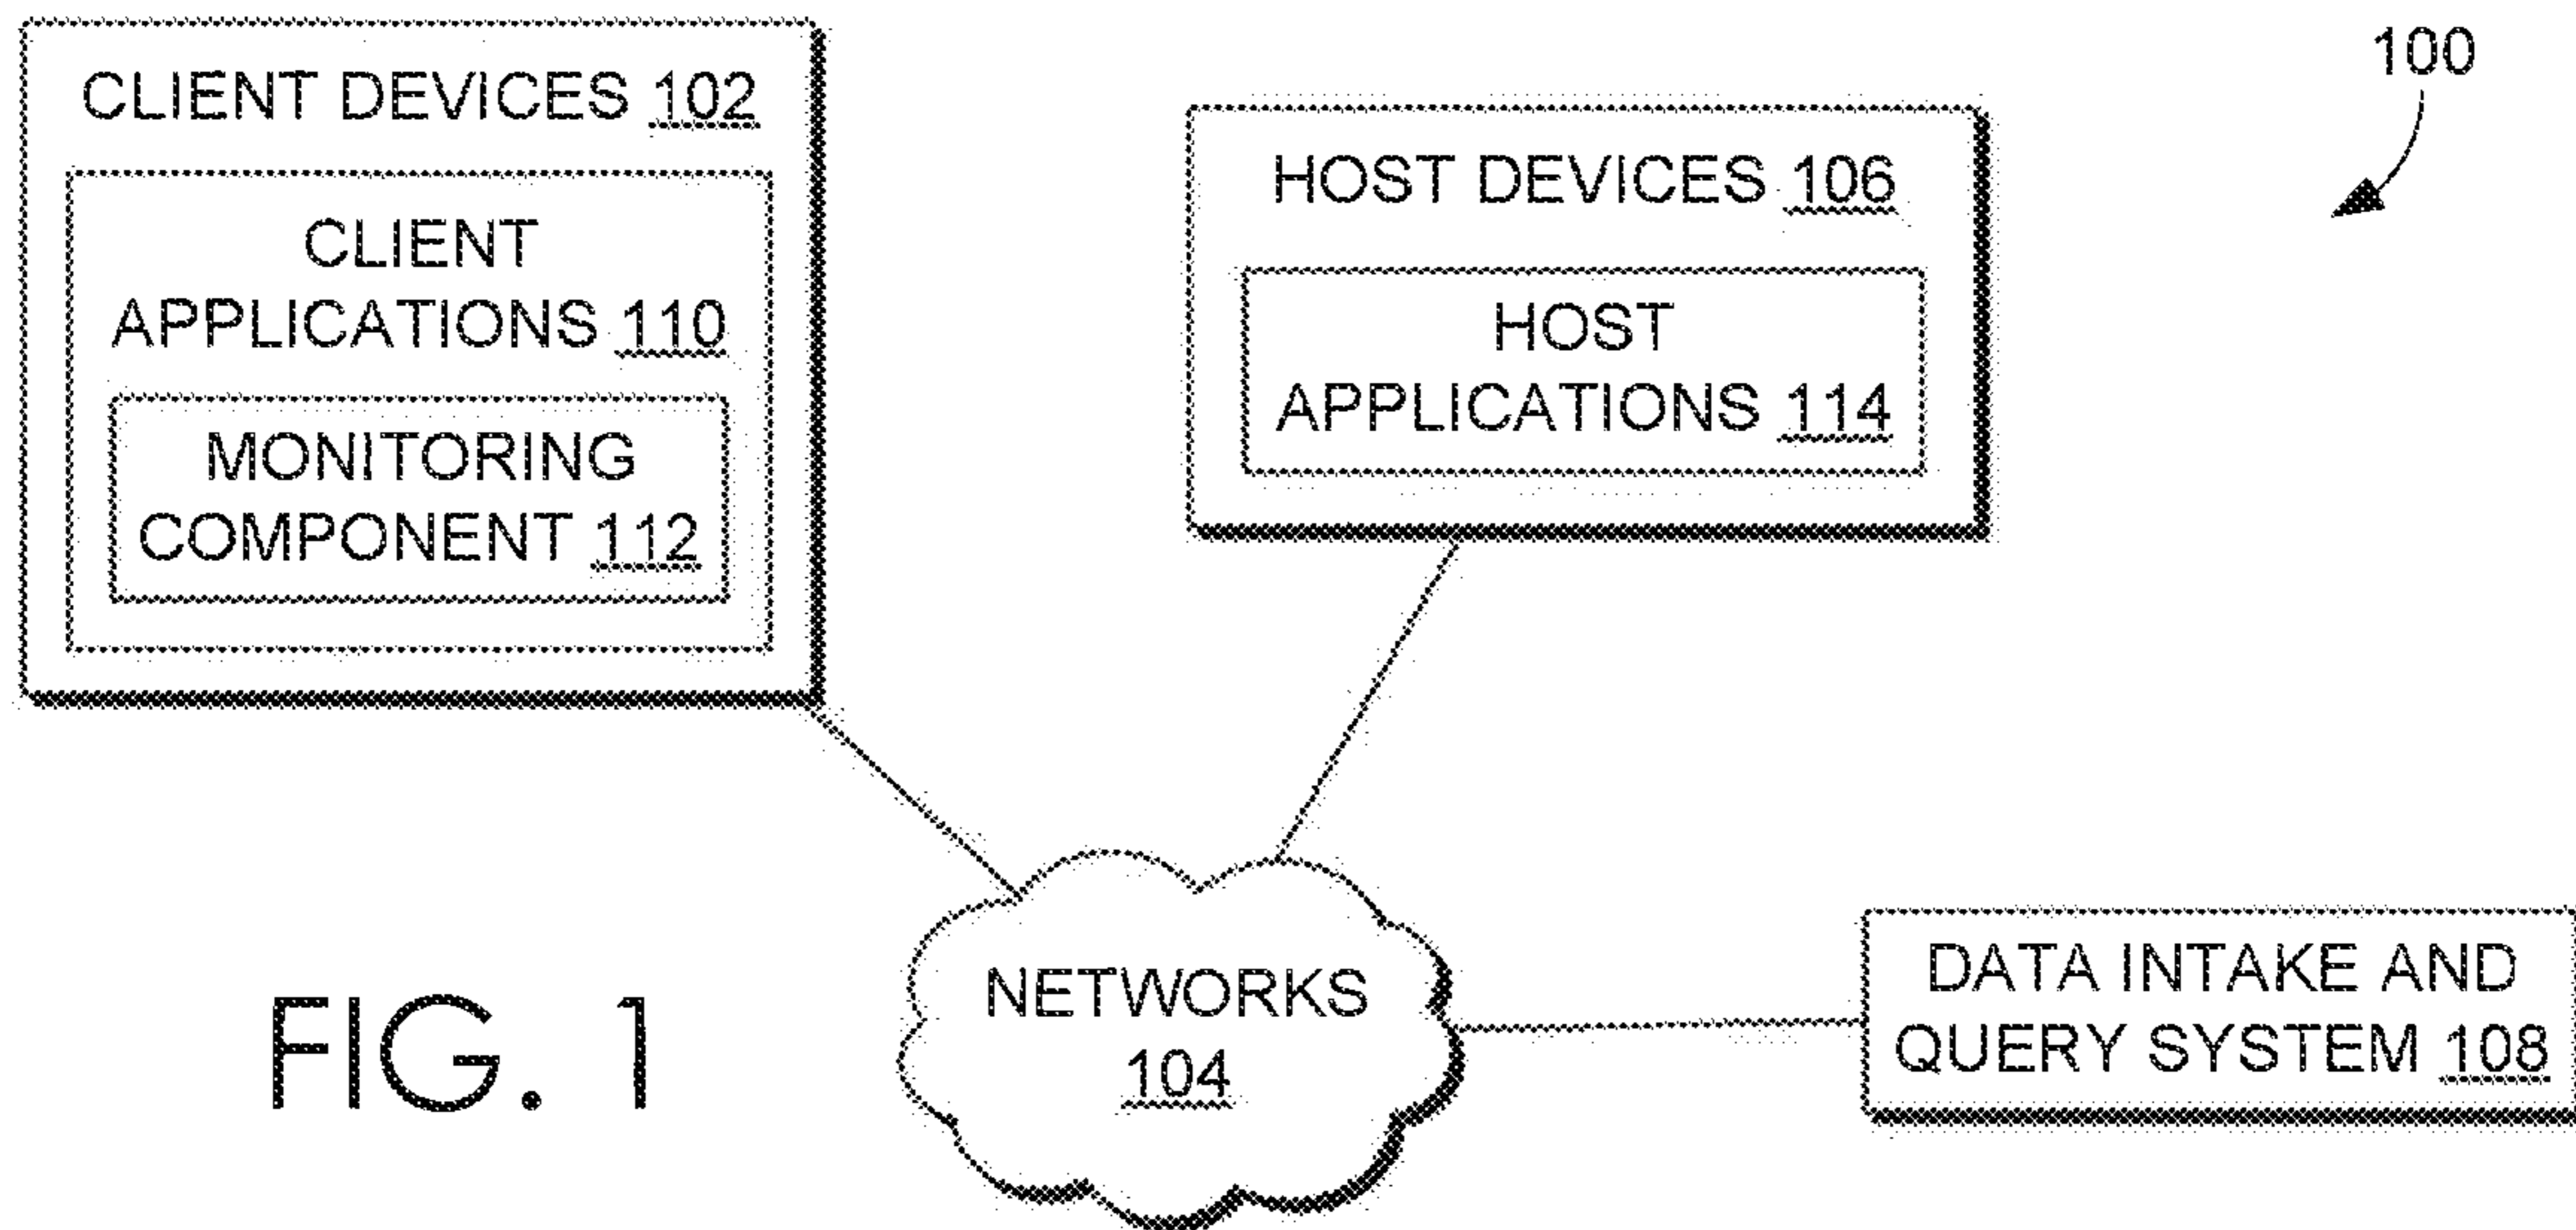 CLIENT DEVICES 102
CLIENT
APPLICATIONS 110
MONITORING
COMPONENT 112
HOST DEVICES 106
HOST
APPLICATIONS 114
100
NETWORKS
104
DATA INTAKE AND
QUERY SYSTEM 108
FIG. 1